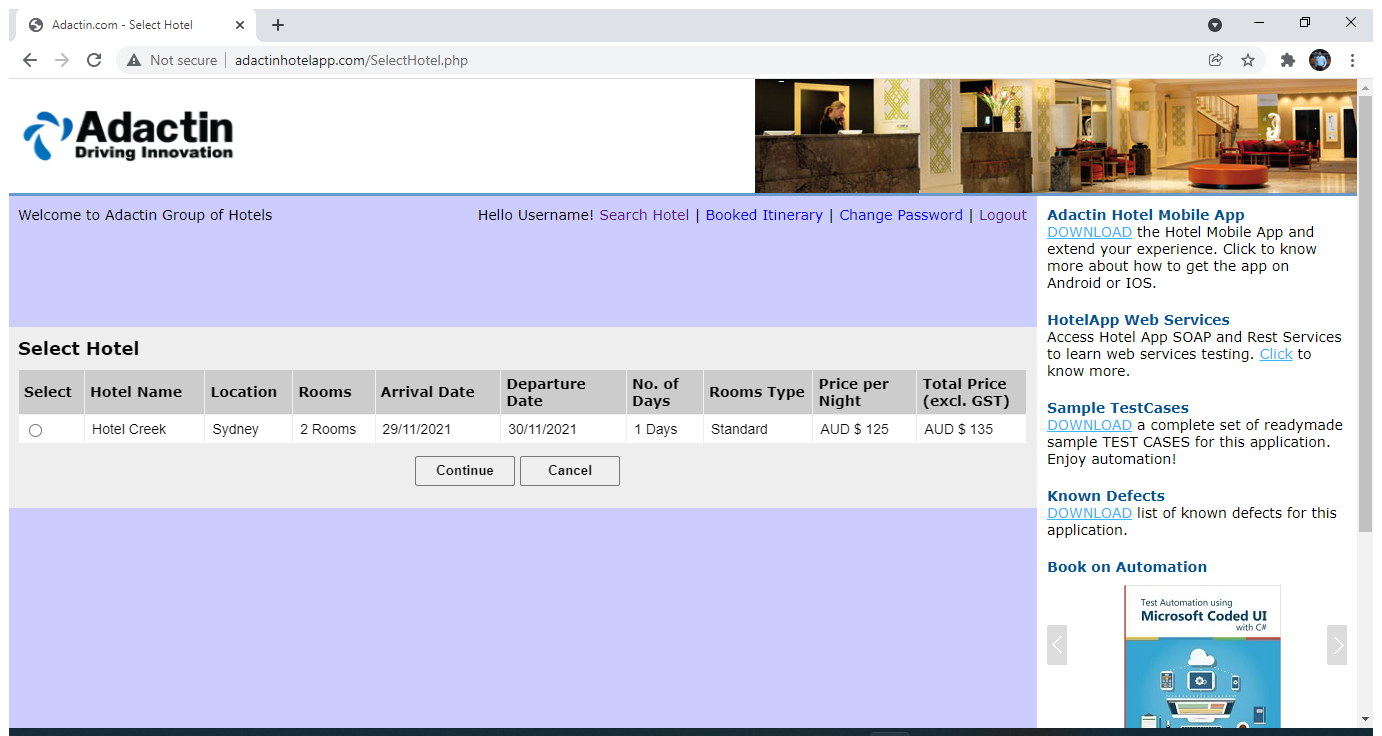 Adactin.com - Select Hotel
Not secure | adactinhotelapp.com/SelectHotel.php
Adactin
Driving Innovation
Welcome to Adactin Group of Hotels
Hello Username! Search Hotel | Booked Itinerary | Change Password | Logout
Select Hotel
Select Hotel Name Location Rooms Arrival Date Departure Date No. of Days Rooms Type Price per Night Total Price (excl. GST)
Hotel Creek Sydney 2 Rooms 29/11/2021 30/11/2021 1 Days Standard AUD $ 125 AUD $ 135
Continue Cancel
Adactin Hotel Mobile App
DOWNLOAD the Hotel Mobile App and
extend your experience. Click to know
more about how to get the app on
Android or IOS.
HotelApp Web Services
Access Hotel App SOAP and Rest Services
to learn web services testing. Click to
know more.
Sample TestCases
DOWNLOAD a complete set of readymade
sample TEST CASES for this application.
Enjoy automation!
Known Defects
DOWNLOAD list of known defects for this
application.
Book on Automation
Test Automation using
Microsoft Coded UI
with C#